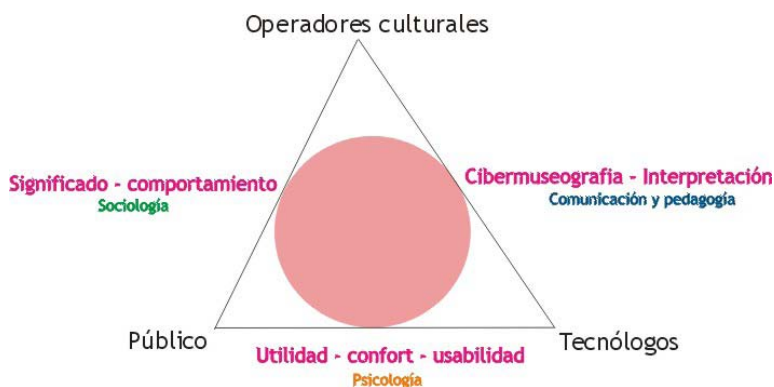 Operadores culturales
Significado - comportamiento
Sociología
Cibermuseografia - Interpretación
Comunicación y pedagogía
Público
Tecnólogos
Utilidad - confort - usabilidad
Psicología